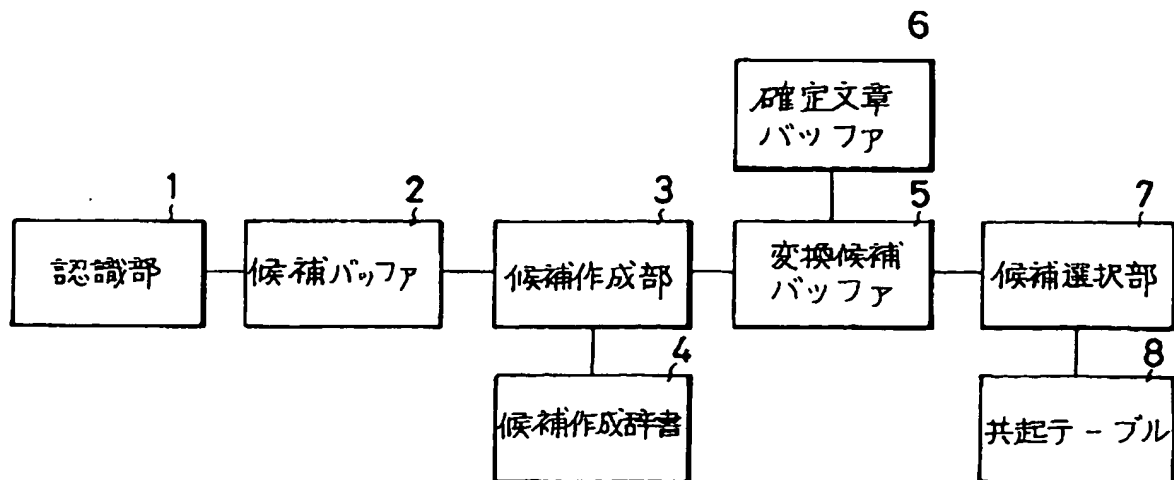 6
確定文章
バッファ
1
認識部
2
候補バッファ
3
候補作成部
5
変換候補
バッファ
7
候補選択部
4
候補作成辞書
8
共起テーブル